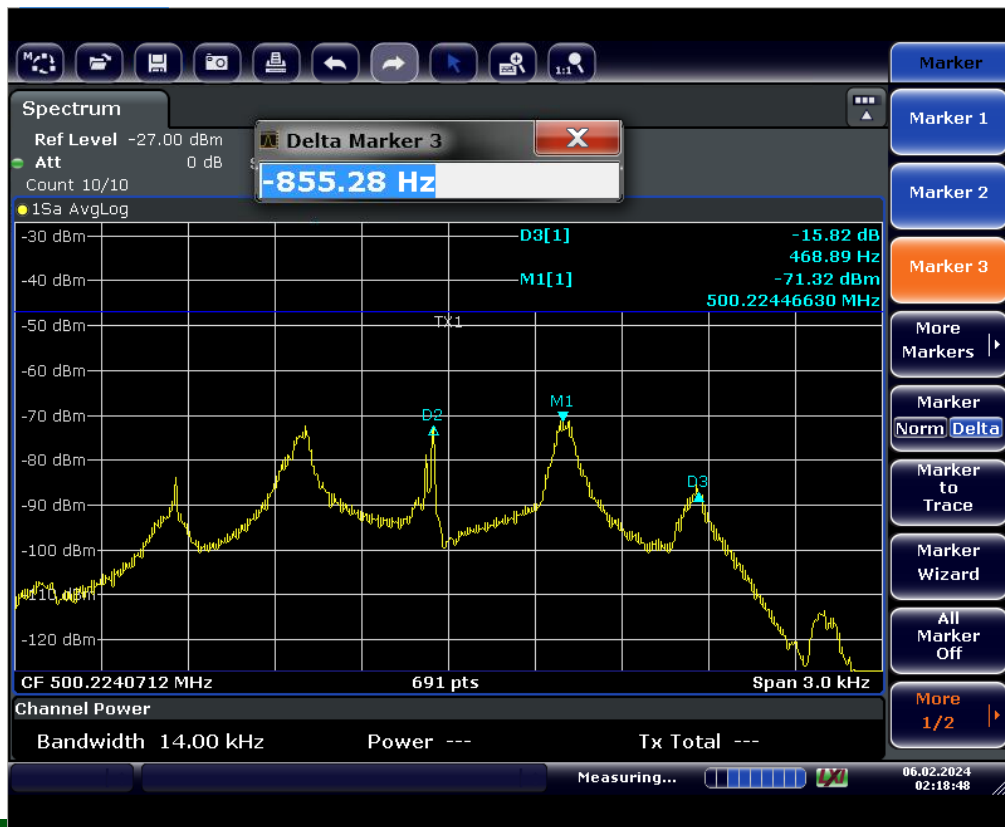 Marker
Spectrum
Ref Level -27.00 dBm
Att 0 dB
Count 10/10
Delta Marker 3
-855.28 Hz
1Sa AvgLog
D3[1] -15.82 dB
468.89 Hz
M1[1] -71.32 dBm
500.22446630 MHz
-30 dBm
-40 dBm
-50 dBm
-60 dBm
-70 dBm
-80 dBm
-90 dBm
-100 dBm
-110 dBm
-120 dBm
TX1
D2
M1
D3
CF 500.2240712 MHz 691 pts Span 3.0 kHz
Channel Power
Bandwidth 14.00 kHz Power --- Tx Total ---
Measuring...
LXI
06.02.2024
02:18:48
1:1
Marker 1
Marker 2
Marker 3
More
Markers
Marker
Norm Delta
Marker
to
Trace
Marker
Wizard
All
Marker
Off
More
1/2